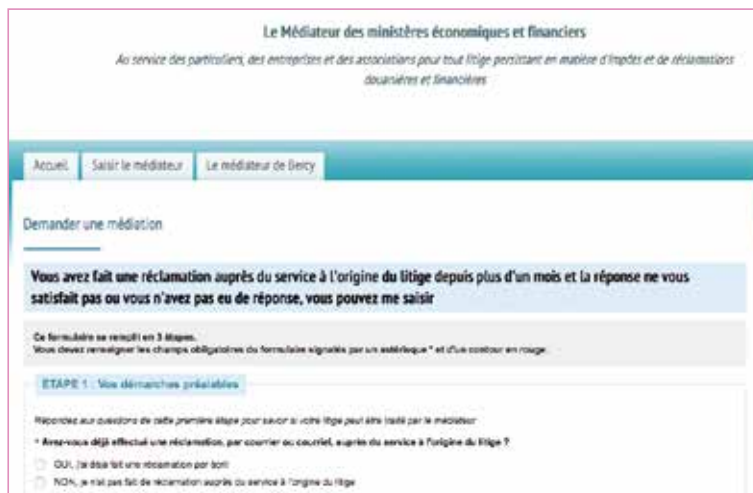 Le Médiateur des ministères économiques et financiers
Au service des particuliers, des entreprises et des associations pour tout litige persistant en matière d'impôts et de réclamations
douanières et financières
Accueil
Saisir le médiateur
Le médiateur de Bercy
Demander une médiation
Vous avez fait une réclamation auprès du service à l'origine du litige depuis plus d'un mois et la réponse ne vous
satisfait pas ou vous n'avez pas eu de réponse, vous pouvez me saisir
Ce formulaire se remplit en 3 étapes.
Vous devez renseigner les champs obligatoires du formulaire signalés par un astérisque * et d'un contour en rouge.
ETAPE 1 : Vos démarches préalables
Répondez aux questions de cette première étape pour savoir si votre litige peut être traité par le médiateur
* Avez-vous déjà effectué une réclamation, par courrier ou courriel, auprès du service à l'origine du litige ?
OUI, j'ai déjà fait une réclamation par écrit
NON, je n'ai pas fait de réclamation auprès du service à l'origine du litige